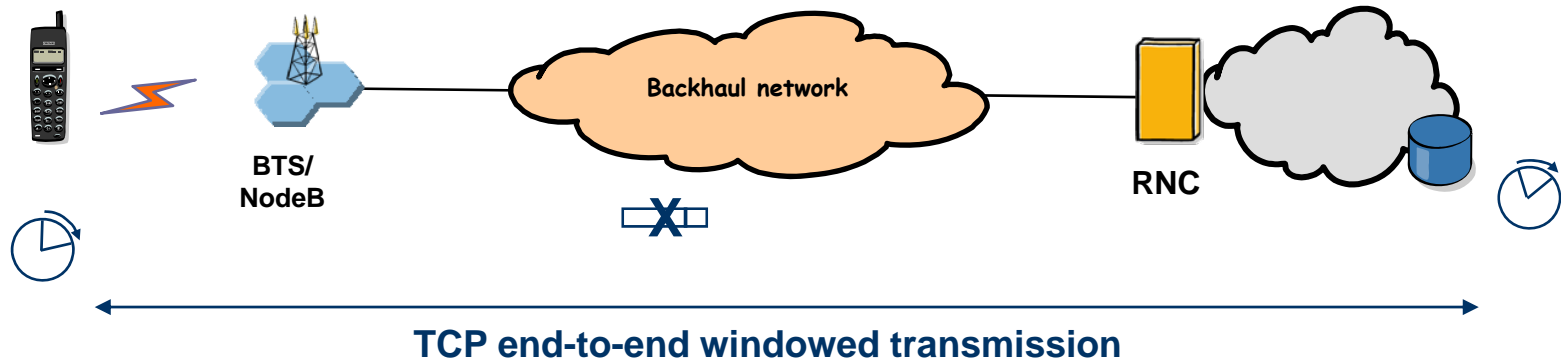 Backhaul network
BTS/
NodeB
RNC
X
TCP end-to-end windowed transmission